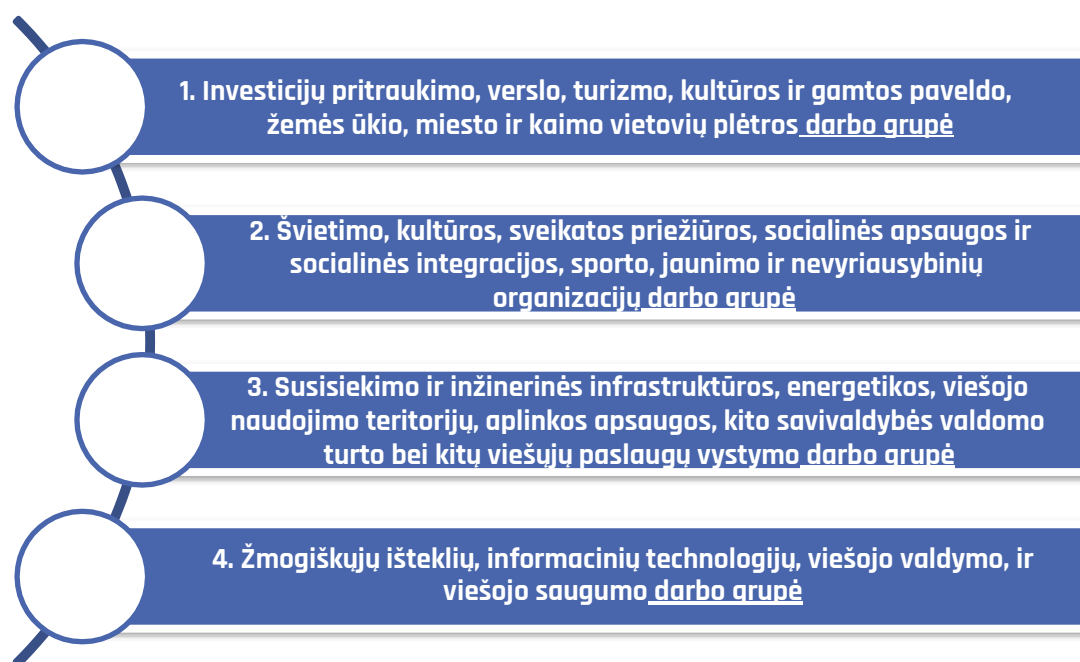 1. Investicijų pritraukimo, verslo, turizmo, kultūros ir gamtos paveldo,
žemės ūkio, miesto ir kaimo vietovių plėtros darbo grupė
2. Švietimo, kultūros, sveikatos priežiūros, socialinės apsaugos ir
socialinės integracijos, sporto, jaunimo ir nevyriausybinių
organizacijų darbo grupė
3. Susisiekimo ir inžinerinės infrastruktūros, energetikos, viešojo
naudojimo teritorijų, aplinkos apsaugos, kito savivaldybės valdomo
turto bei kitų viešųjų paslaugų vystymo darbo grupė
4. Žmogiškųjų išteklių, informacinių technologijų, viešojo valdymo, ir
viešojo saugumo darbo grupė